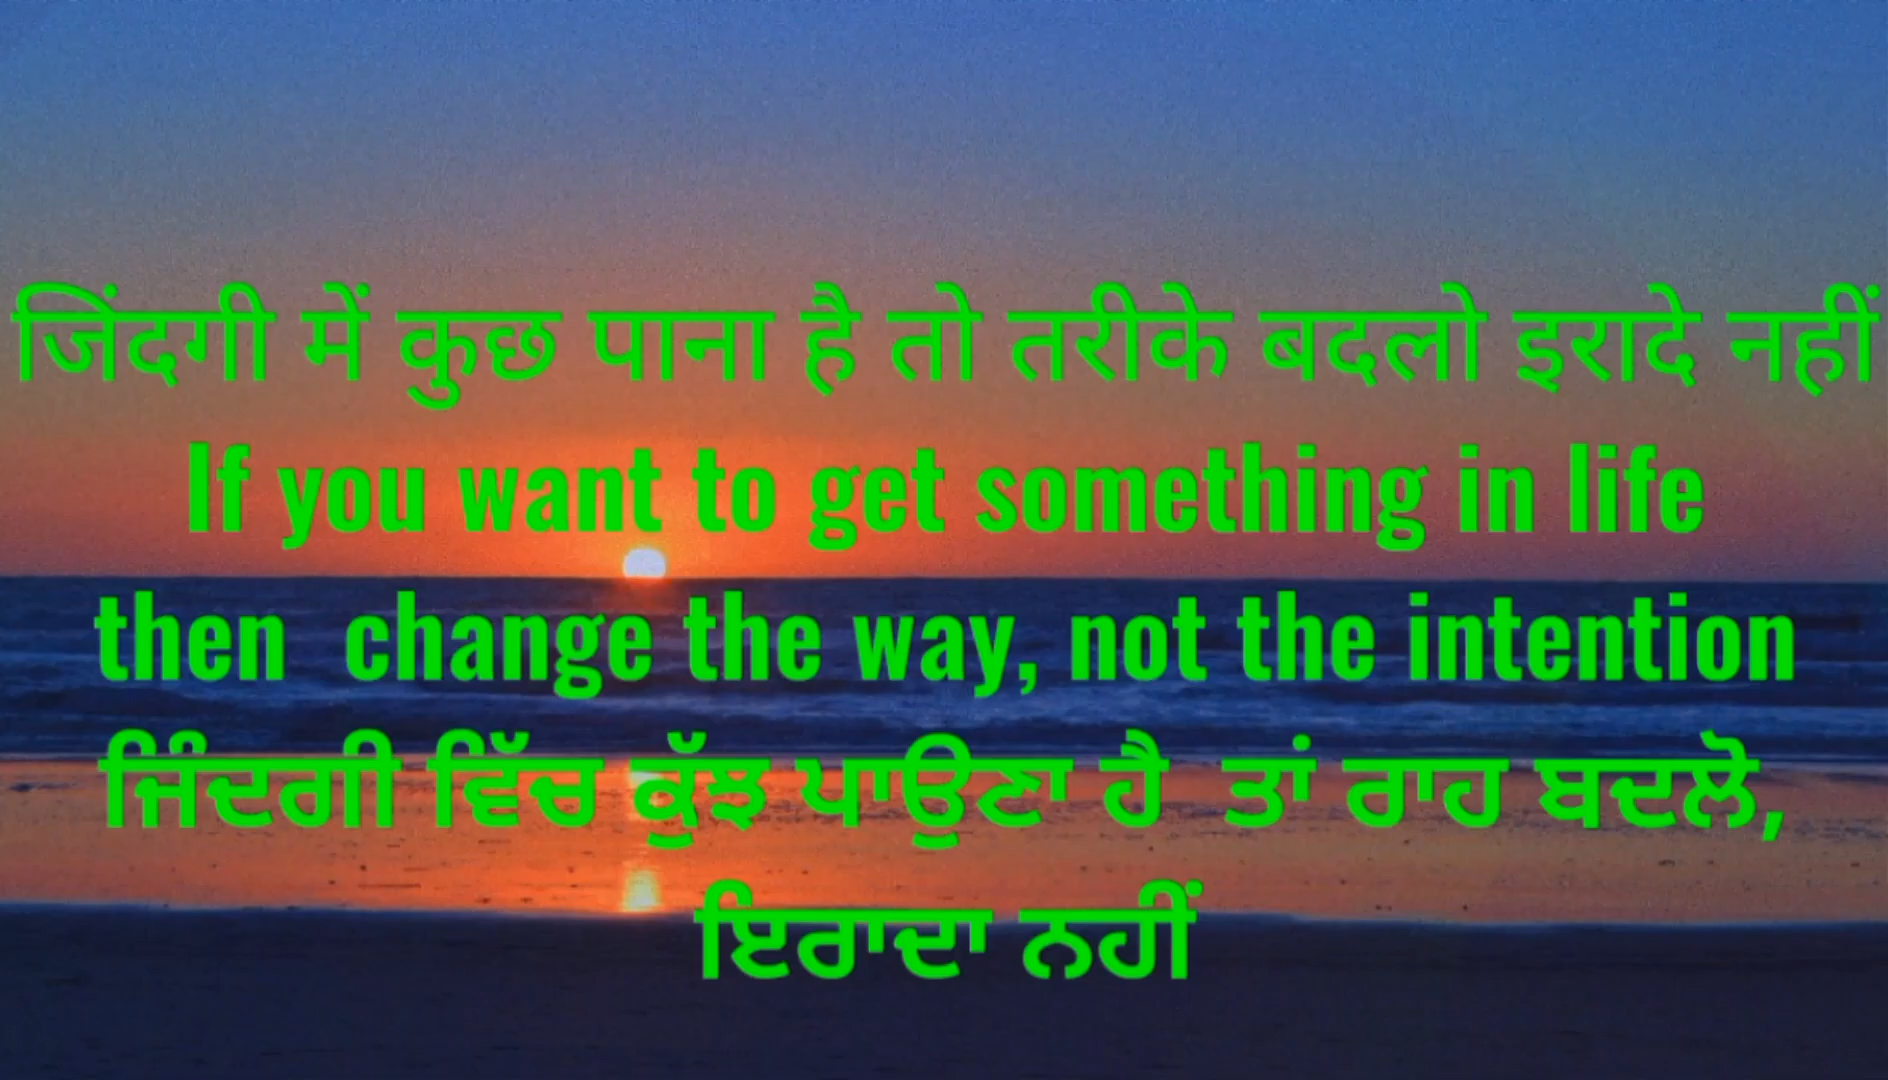 जिंदगी में कुछ पाना है तो तरीके बदलो इरादे नहीं
If you want to get something in life
then  change the way, not the intention
ਜਿੰਦਗੀ ਵਿੱਚ ਕੁੱਝ ਪਾਉਣਾ ਹੈ  ਤਾਂ ਰਾਹ ਬਦਲੋ,
ਇਰਾਦਾ ਨਹੀਂ